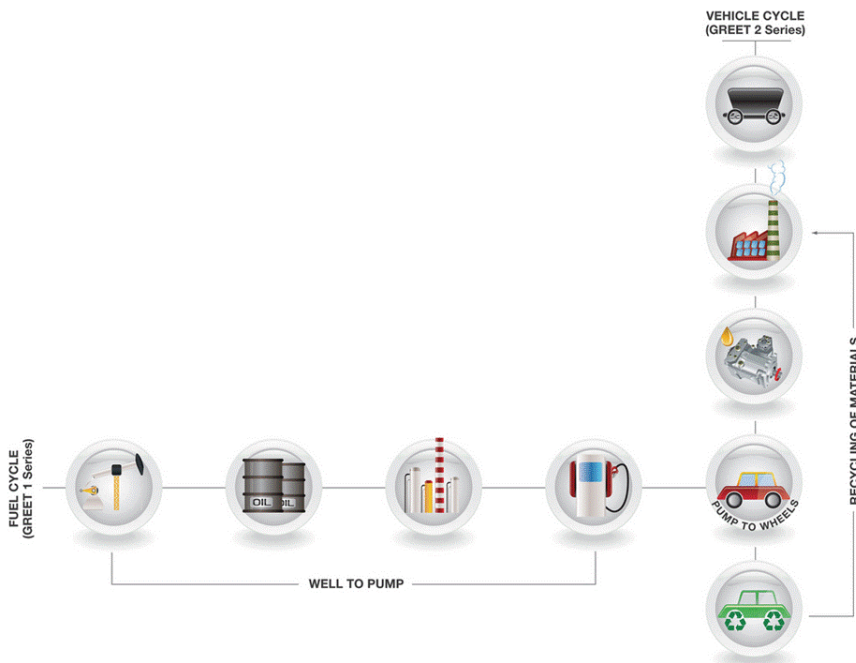 VEHICLE CYCLE
(GREET 2 Series)
RECYCLING OF MATERIALS
FUEL CYCLE
(GREET 1 Series)
OIL
OIL
PUMP TO WHEELS
WELL TO PUMP